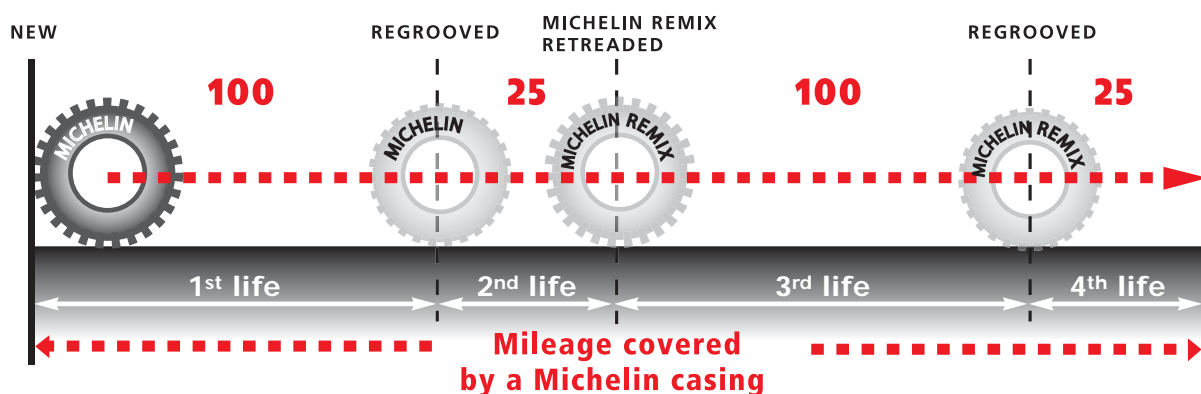 NEW
REGROOVED
MICHELIN REMIX
RETREADED
REGROOVED
100
25
100
25
MICHELIN
MICHELIN
MICHELIN REMIX
MICHELIN REMIX
1st life
2nd life
3rd life
4th life
Mileage covered
by a Michelin casing